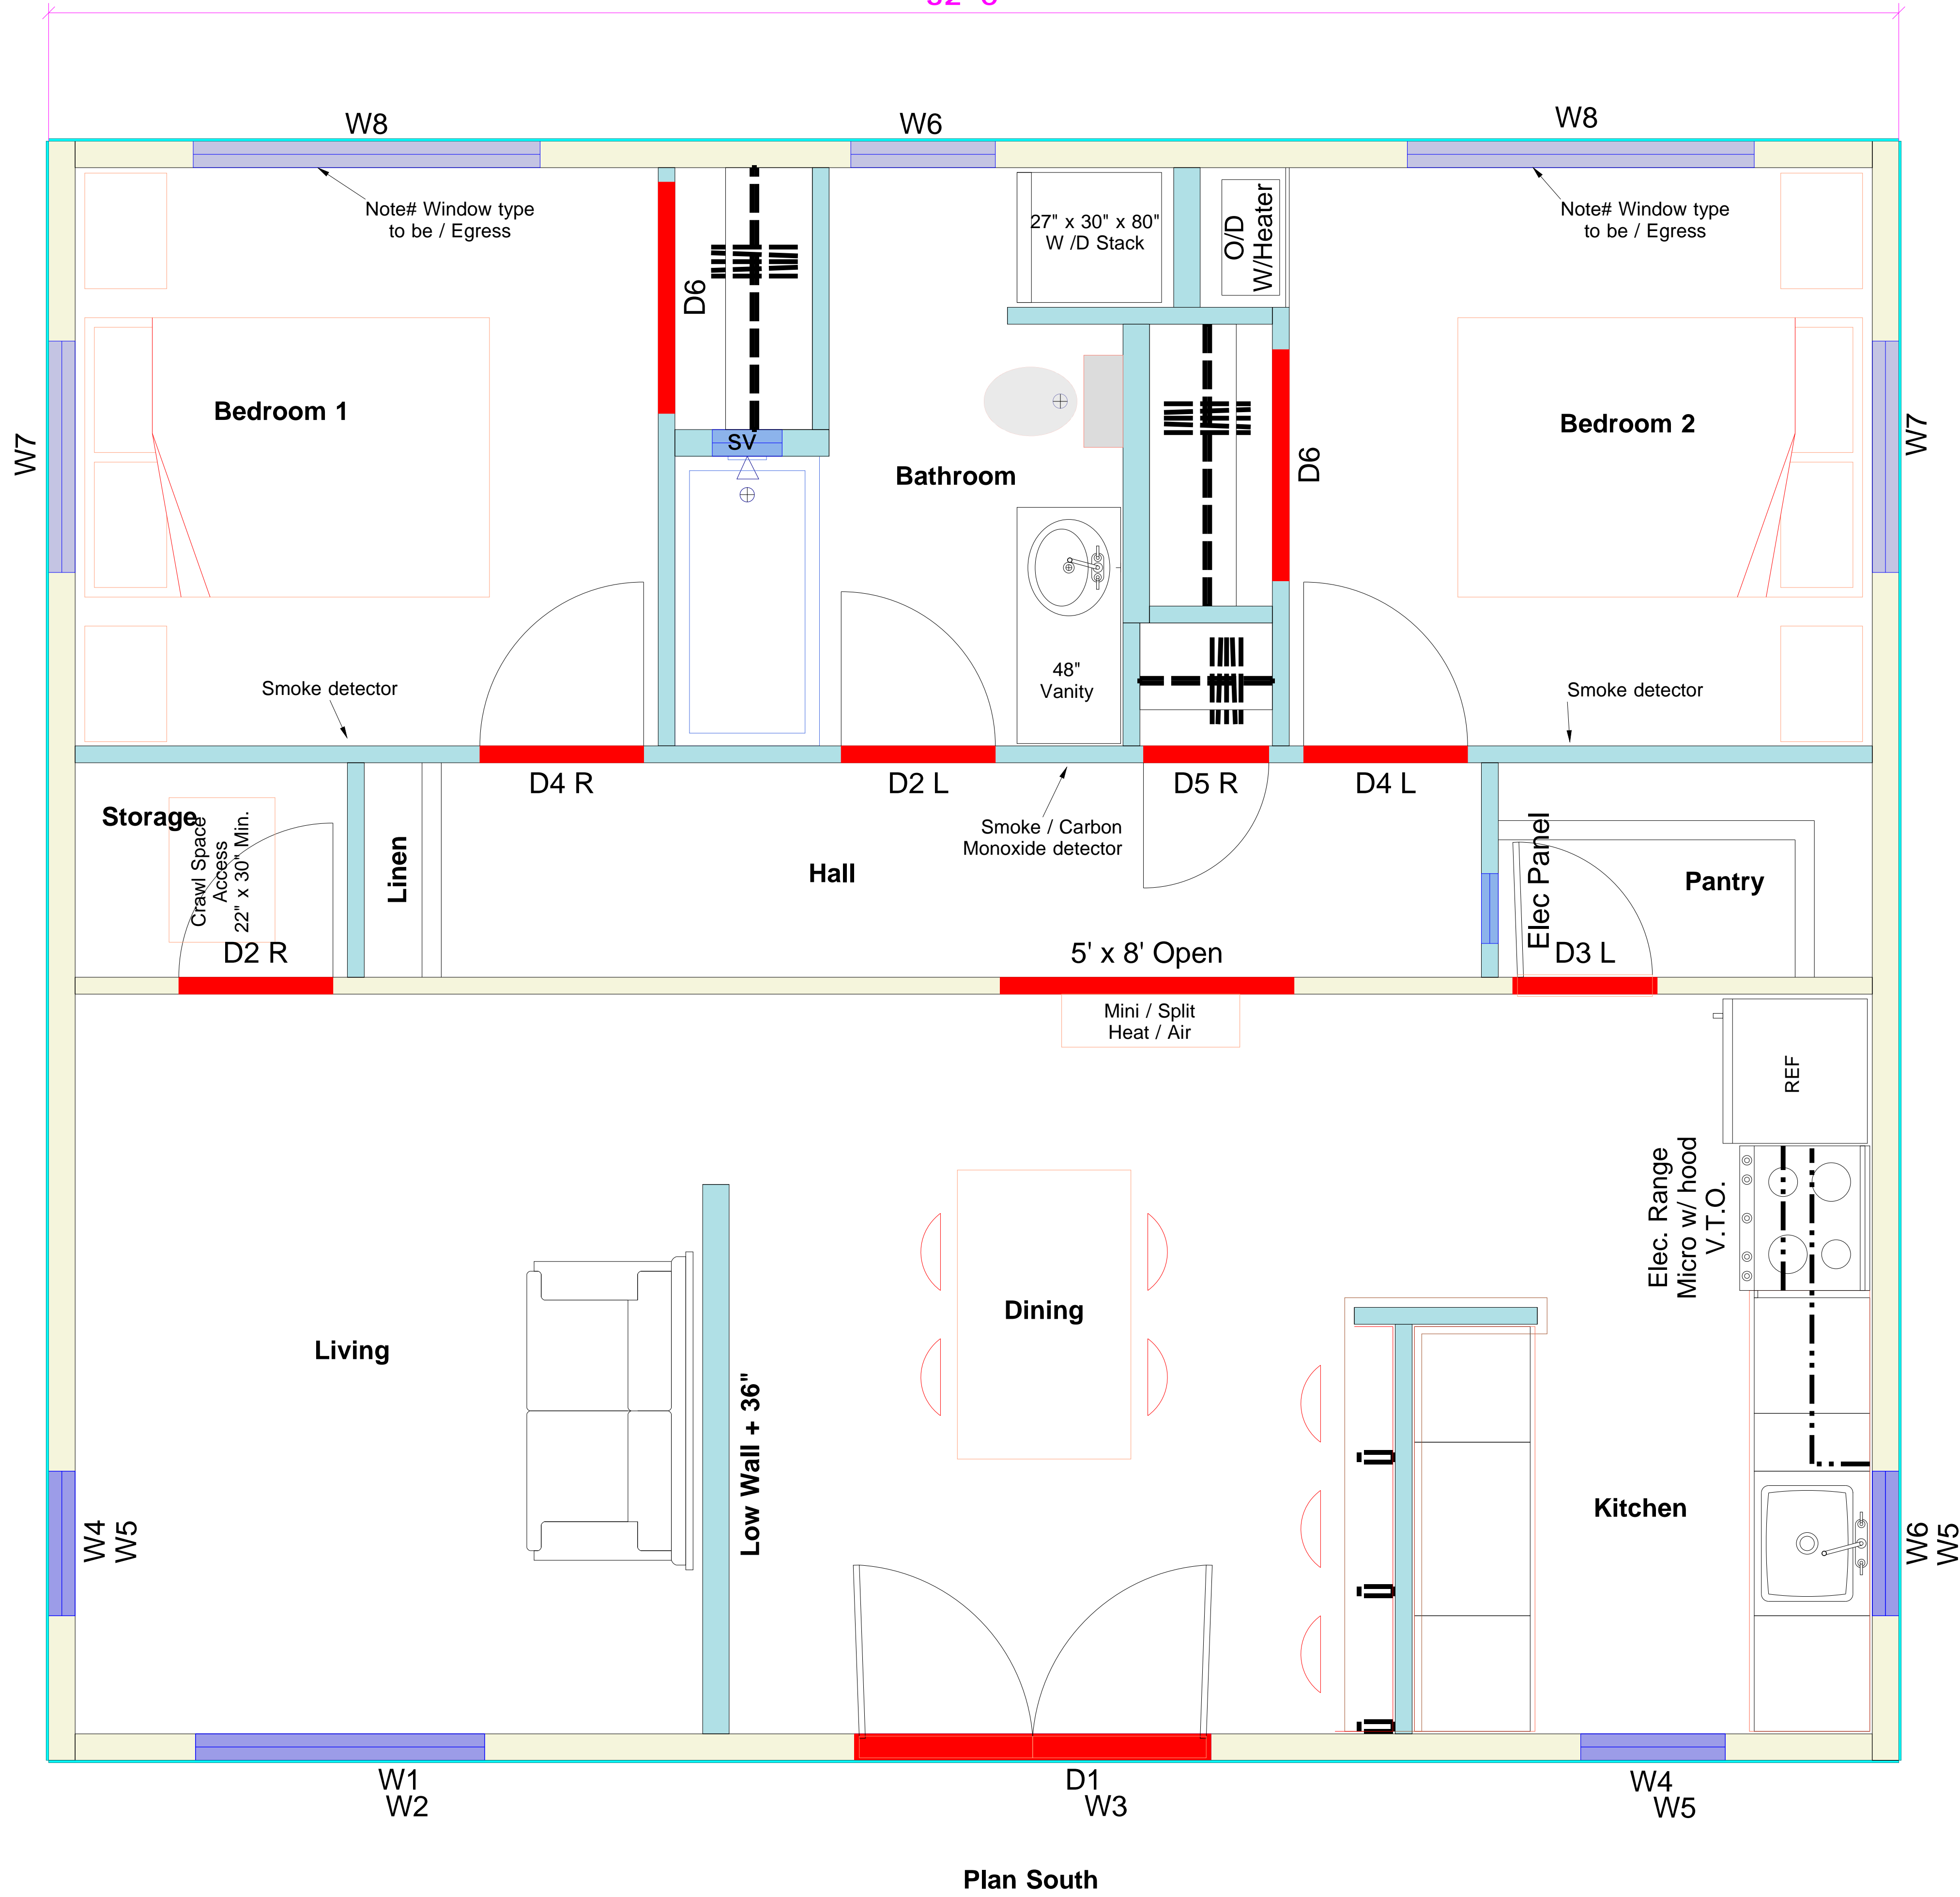 W8
W6
W8
Note# Window type
to be / Egress
27" x 30" x 80"
W /D Stack
O/D
W/Heater
Note# Window type
to be / Egress
D6
Bedroom 1
Bedroom 2
W7
W7
SV
Bathroom
D6
48"
Vanity
Smoke detector
Smoke detector
D4 R
D2 L
D5 R
D4 L
Storage
Crawl Space
Access
22" x 30" Min.
Linen
Hall
Smoke / Carbon
Monoxide detector
Elec Panel
Pantry
D2 R
5' x 8' Open
D3 L
Mini / Split
Heat / Air
REF
Elec. Range
Micro w/ hood
V.T.O.
Living
Dining
Low Wall + 36"
Kitchen
W4
W5
W6
W5
W1
W2
D1
W3
W4
W5
Plan South